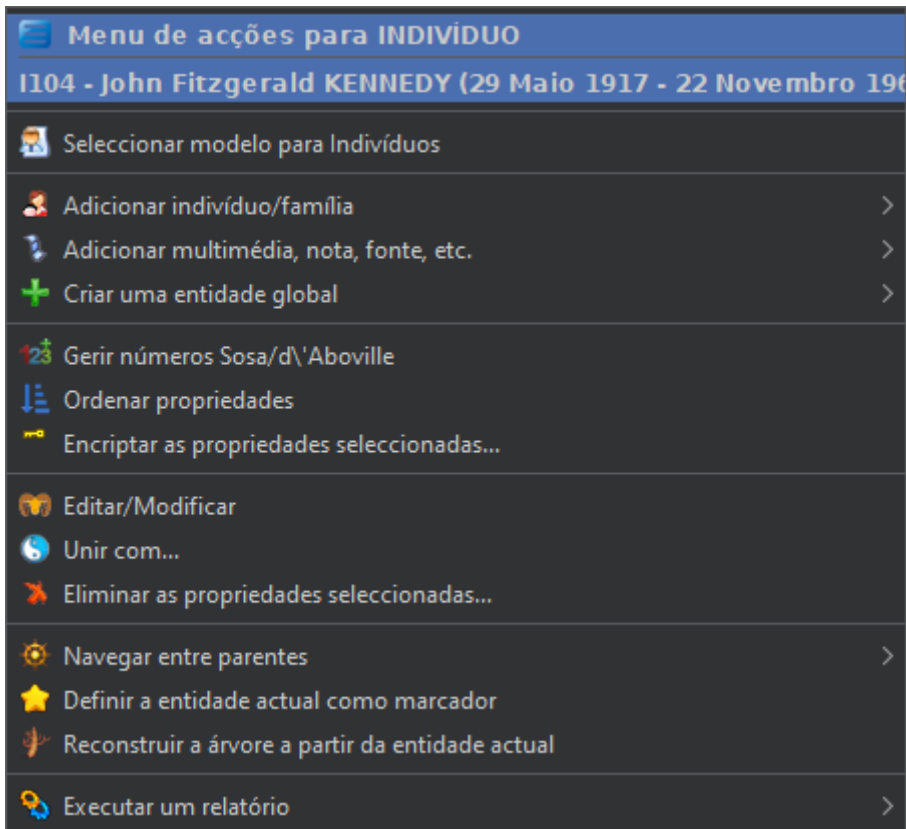 Menu de acções para INDIVÍDUO
I104 - John Fitzgerald KENNEDY (29 Maio 1917 - 22 Novembro 196
Seleccionar modelo para Indivíduos
Adicionar indivíduo/família
Adicionar multimédia, nota, fonte, etc.
Criar uma entidade global
Gerir números Sosa/d\'Aboville
Ordenar propriedades
Encriptar as propriedades seleccionadas...
Editar/Modificar
Unir com...
Eliminar as propriedades seleccionadas...
Navegar entre parentes
Definir a entidade actual como marcador
Reconstruir a árvore a partir da entidade actual
Executar um relatório